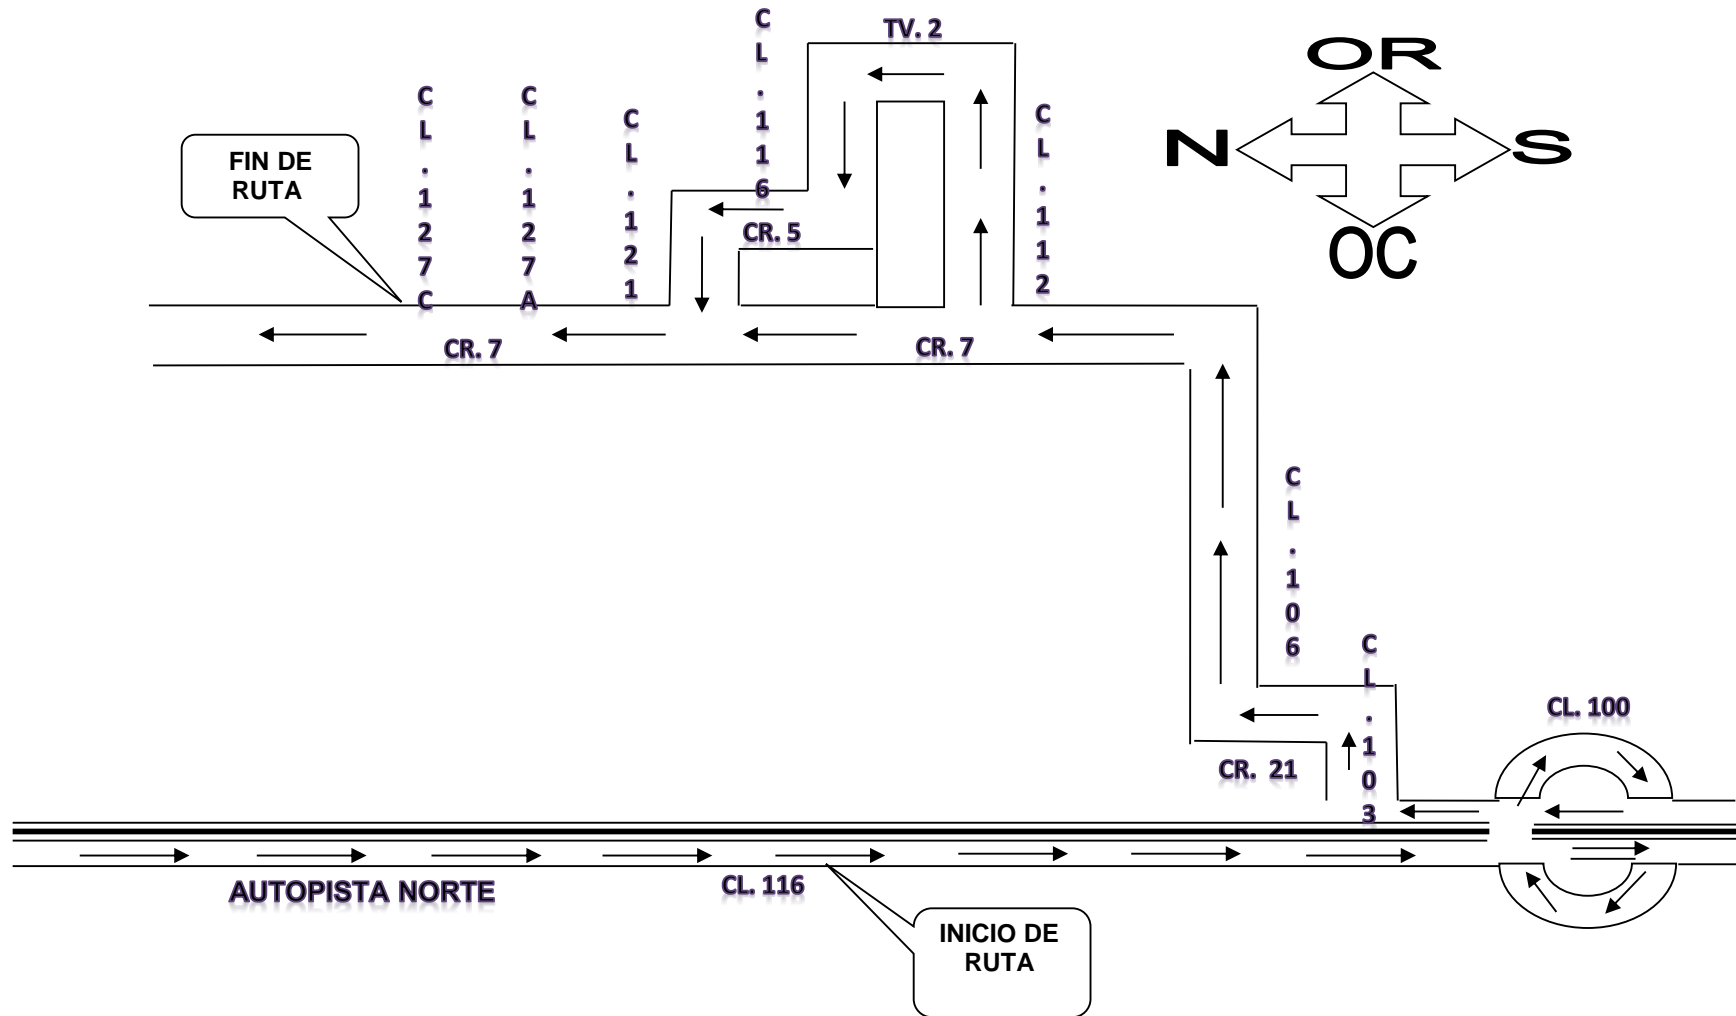 TV. 2
CL.116
OR
N
S
OC
CL.127C
CL.127A
CL.121
CL.112
FIN DE
RUTA
CR. 5
CR. 7
CR. 7
CL.106
CL.103
CL. 100
CR. 21
AUTOPISTA NORTE
CL. 116
INICIO DE
RUTA